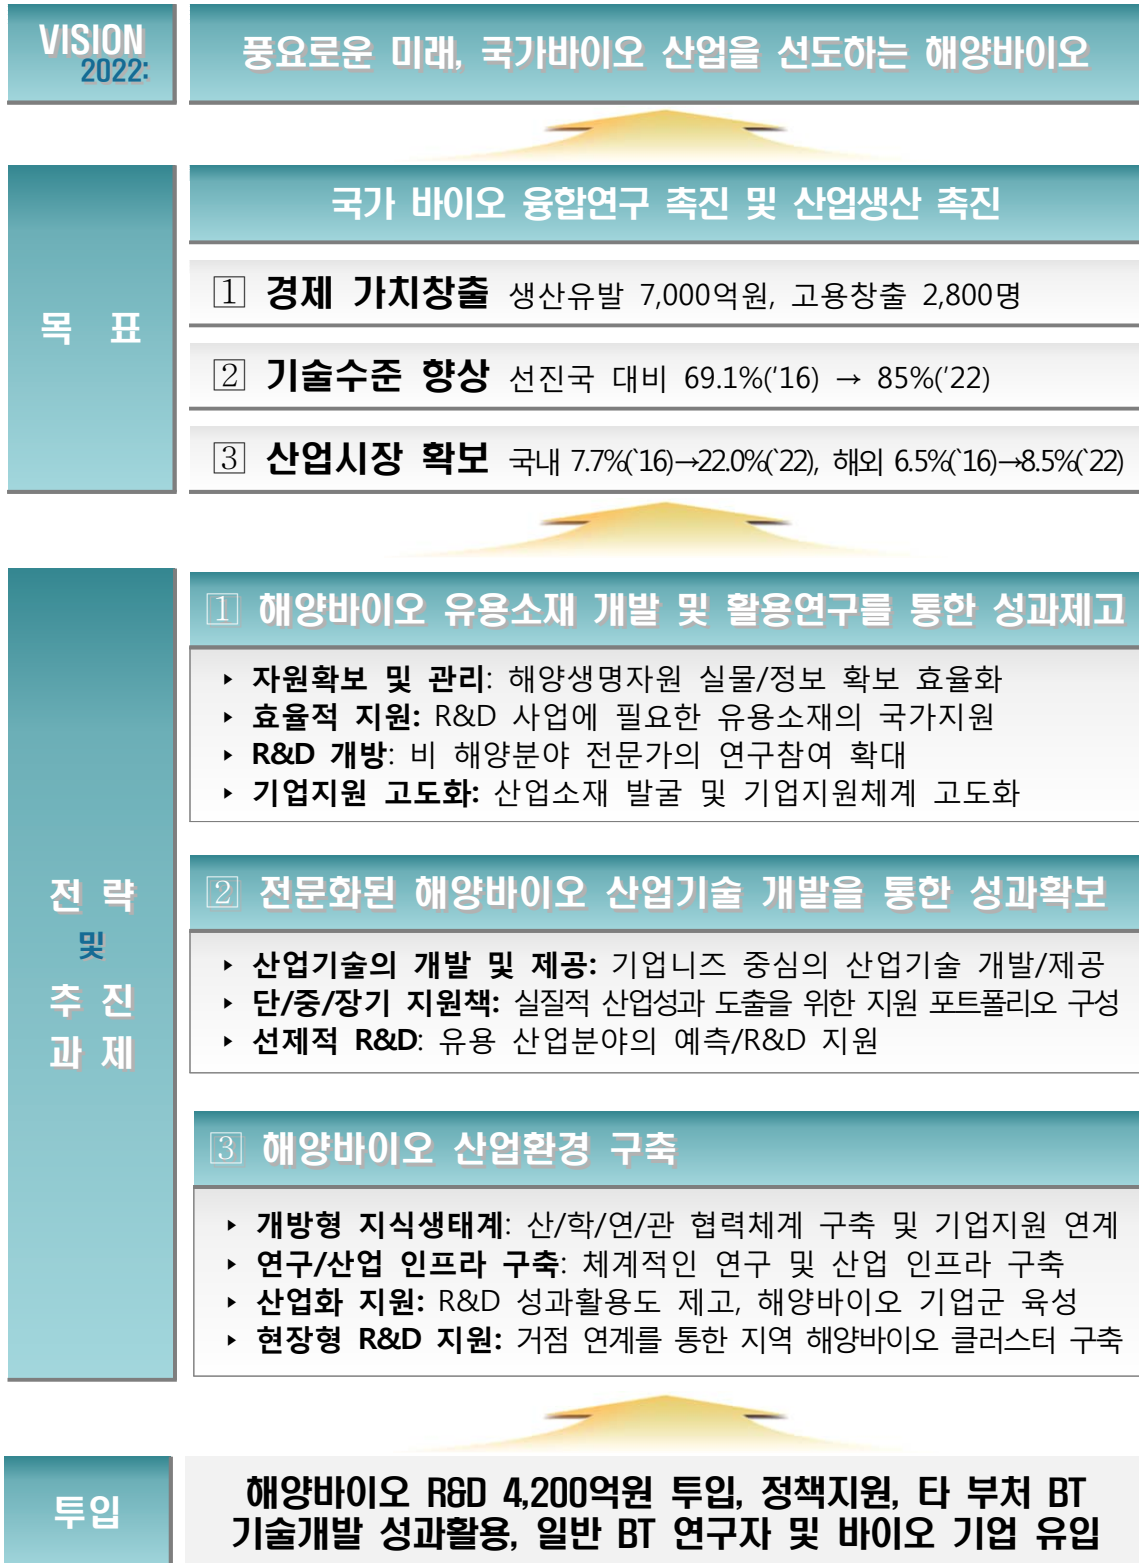 VISION
2022:
풍요로운 미래, 국가바이오 산업을 선도하는 해양바이오
목 표
국가 바이오 융합연구 촉진 및 산업생산 촉진
1 경제 가치창출 생산유발 7,000억원, 고용창출 2,800명
2 기술수준 향상 선진국 대비 69.1%('16) → 85%('22)
3 산업시장 확보 국내 7.7%(`16)→22.0%(`22), 해외 6.5%(`16)→8.5%(`22)
전 략
및
추 진
과 제
1 해양바이오 유용소재 개발 및 활용연구를 통한 성과제고
‣ 자원확보 및 관리: 해양생명자원 실물/정보 확보 효율화
‣ 효율적 지원: R&D 사업에 필요한 유용소재의 국가지원
‣ R&D 개방: 비 해양분야 전문가의 연구참여 확대
‣ 기업지원 고도화: 산업소재 발굴 및 기업지원체계 고도화
2 전문화된 해양바이오 산업기술 개발을 통한 성과확보
‣ 산업기술의 개발 및 제공: 기업니즈 중심의 산업기술 개발/제공
‣ 단/중/장기 지원책: 실질적 산업성과 도출을 위한 지원 포트폴리오 구성
‣ 선제적 R&D: 유용 산업분야의 예측/R&D 지원
3 해양바이오 산업환경 구축
‣ 개방형 지식생태계: 산/학/연/관 협력체계 구축 및 기업지원 연계
‣ 연구/산업 인프라 구축: 체계적인 연구 및 산업 인프라 구축
‣ 산업화 지원: R&D 성과활용도 제고, 해양바이오 기업군 육성
‣ 현장형 R&D 지원: 거점 연계를 통한 지역 해양바이오 클러스터 구축
투입
해양바이오 R&D 4,200억원 투입, 정책지원, 타 부처 BT
기술개발 성과활용, 일반 BT 연구자 및 바이오 기업 유입